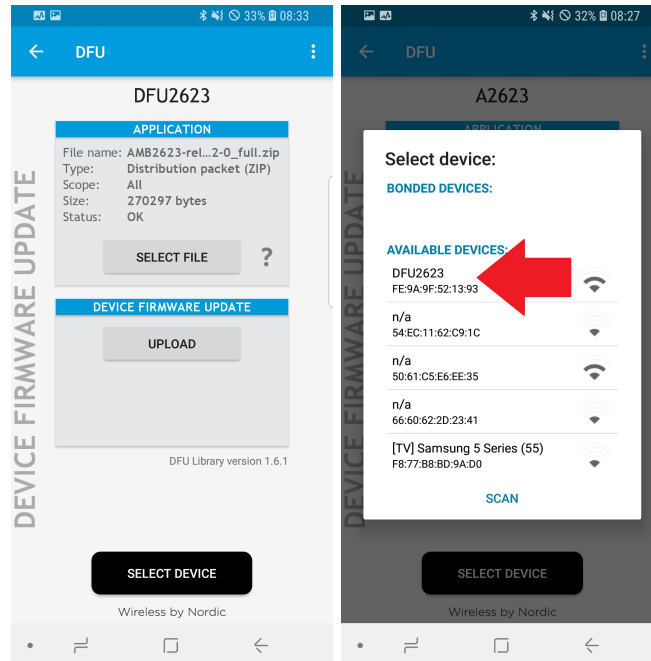 33% 08:33
DFU
DFU2623
APPLICATION
File name: AMB2623-rel...2-0_full.zip
Type: Distribution packet (ZIP)
Scope: All
Size: 270297 bytes
Status: OK
SELECT FILE ?
DEVICE FIRMWARE UPDATE
UPLOAD
DFU Library version 1.6.1
DEVICE FIRMWARE UPDATE
SELECT DEVICE
Wireless by Nordic
32% 08:27
DFU
A2623
APPLICATION
Select device:
BONDED DEVICES:
AVAILABLE DEVICES:
DFU2623
FE:9A:9F:52:13:93
n/a
54:EC:11:62:C9:1C
n/a
50:61:C5:E6:EE:35
n/a
66:60:62:2D:23:41
[TV] Samsung 5 Series (55)
F8:77:B8:BD:9A:D0
SCAN
SELECT DEVICE
Wireless by Nordic